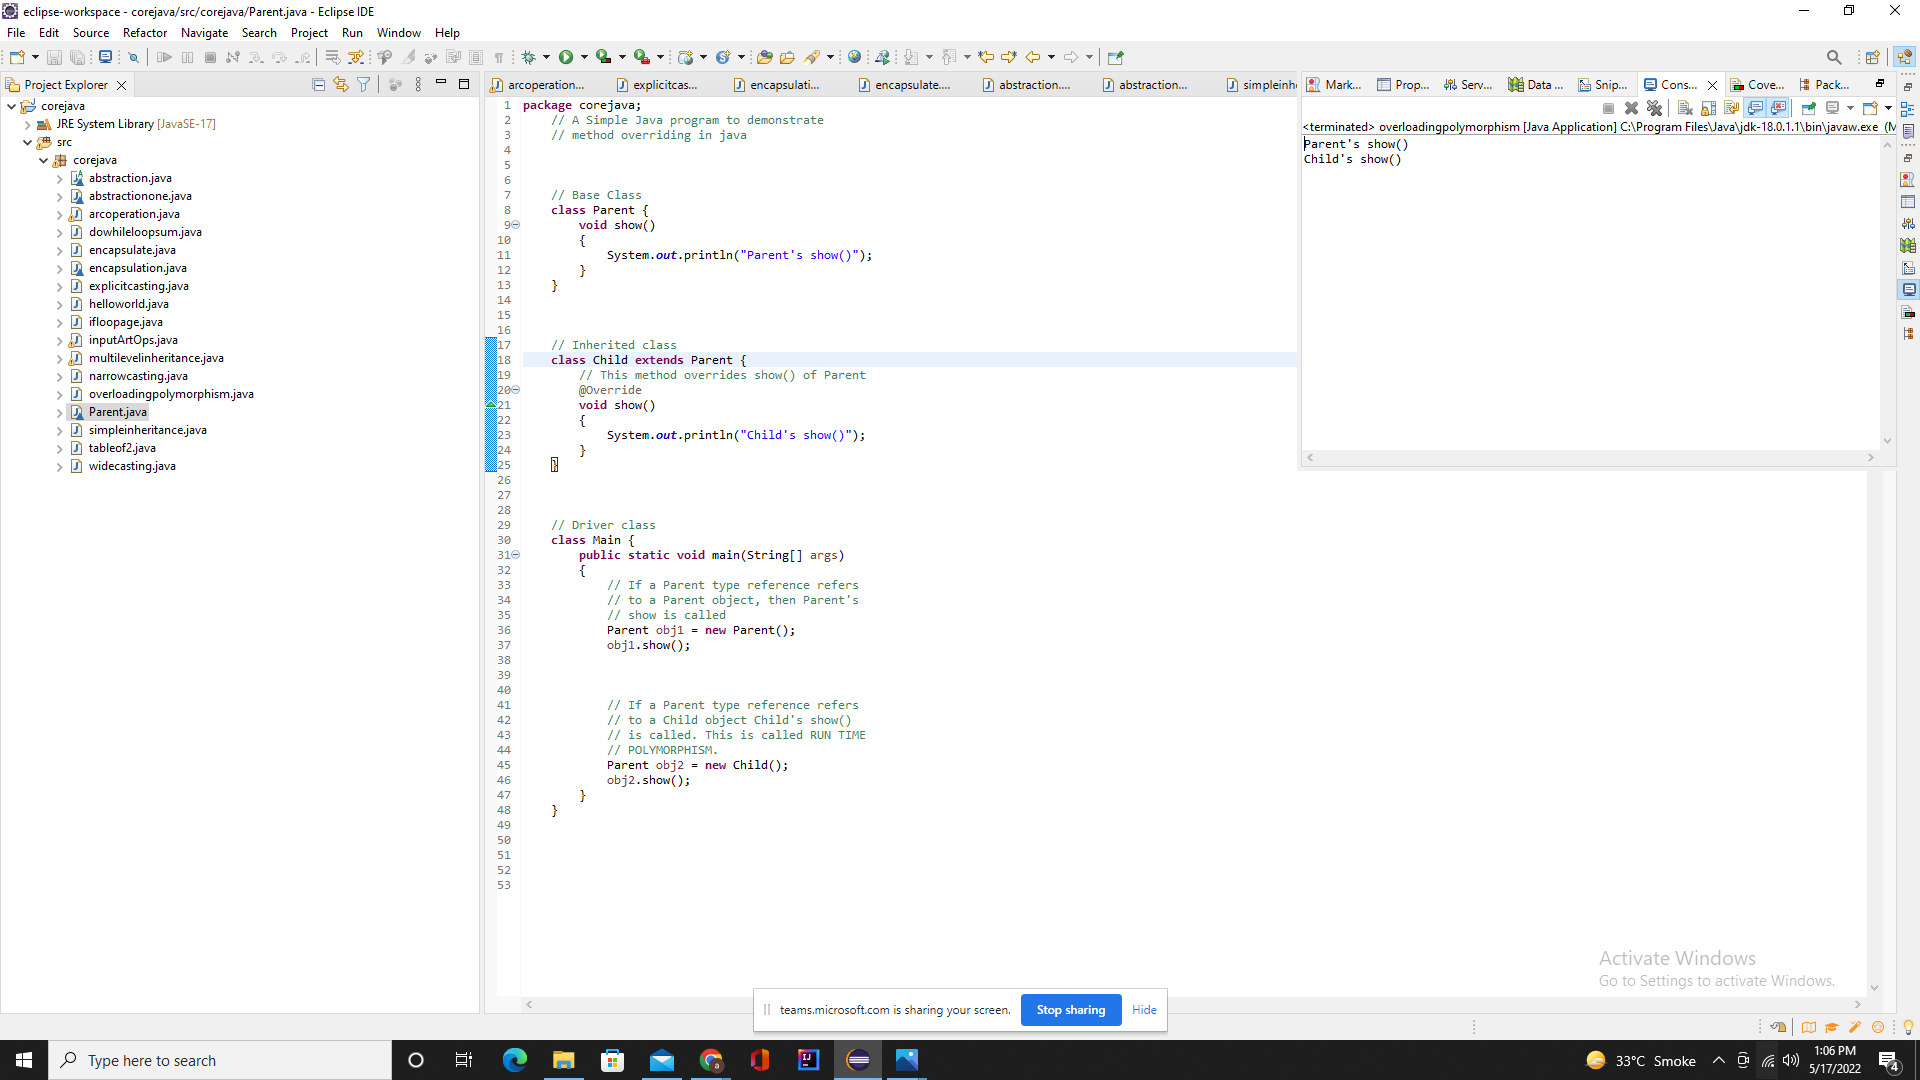 eclipse-workspace - corejava/src/corejava/Parent.java - Eclipse IDE
File Edit Source Refactor Navigate Search Project Run Window Help
Project Explorer
corejava
JRE System Library [JavaSE-17]
src
corejava
abstraction.java
abstractionone.java
arcoperation.java
dowhileloopsum.java
encapsulate.java
encapsulation.java
explicitcasting.java
helloworld.java
ifloopage.java
inputArtOps.java
multilevelinheritance.java
narrowcasting.java
overloadingpolymorphism.java
Parent.java
simpleinheritance.java
tableof2.java
widecasting.java
arcoperation... explicitcas... encapsulati... encapsulate.... abstraction.... abstraction... simpleinh
1 package corejava;
2 // A Simple Java program to demonstrate
3 // method overriding in java
4
5
6
7 // Base Class
8 class Parent {
9 void show()
10 {
11 System.out.println("Parent's show()");
12 }
13 }
14
15
16
17 // Inherited class
18 class Child extends Parent {
19 // This method overrides show() of Parent
20 @Override
21 void show()
22 {
23 System.out.println("Child's show()");
24 }
25 }
26
27
28
29 // Driver class
30 class Main {
31 public static void main(String[] args)
32 {
33 // If a Parent type reference refers
34 // to a Parent object, then Parent's
35 // show is called
36 Parent obj1 = new Parent();
37 obj1.show();
38
39
40
41 // If a Parent type reference refers
42 // to a Child object Child's show()
43 // is called. This is called RUN TIME
44 // POLYMORPHISM.
45 Parent obj2 = new Child();
46 obj2.show();
47 }
48 }
49
50
51
52
53
Mark... Prop... Serv... Data ... Snip... Cons... Cove... Pack...
<terminated> overloadingpolymorphism [Java Application] C:\Program Files\Java\jdk-18.0.1.1\bin\javaw.exe (M
Parent's show()
Child's show()
Activate Windows
Go to Settings to activate Windows.
teams.microsoft.com is sharing your screen. Stop sharing Hide
Type here to search
33°C Smoke
1:06 PM
5/17/2022
4